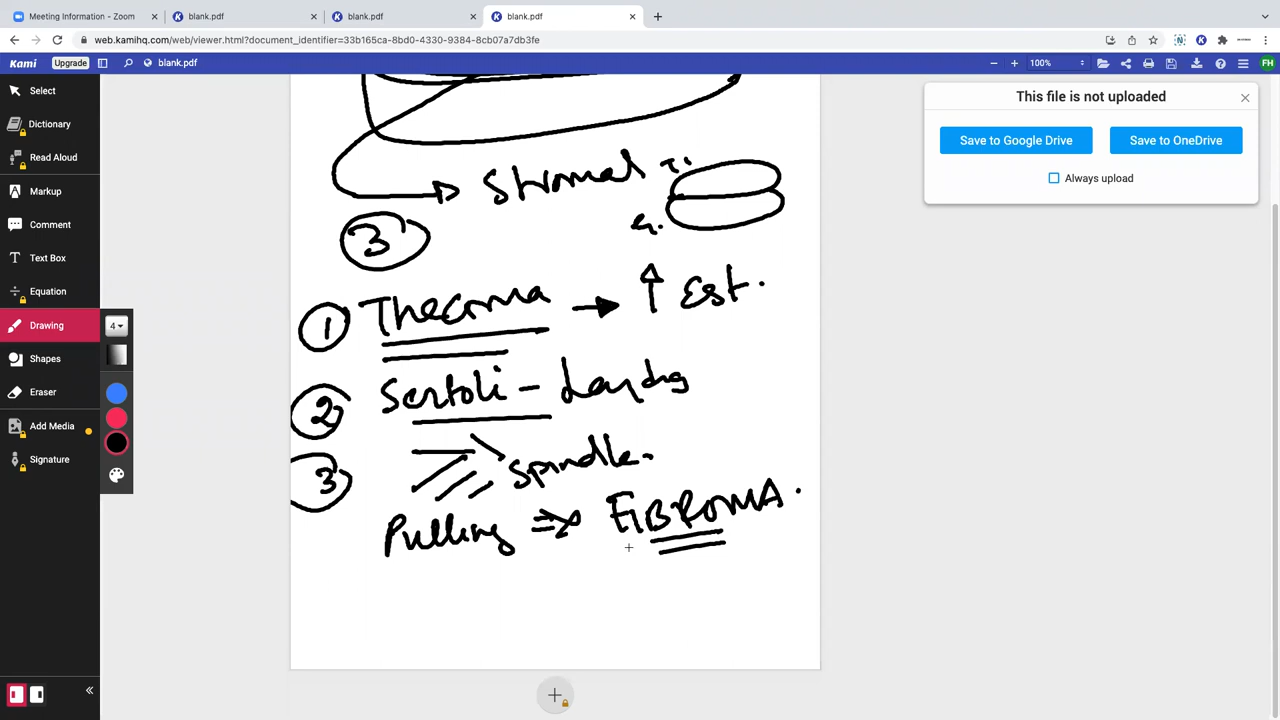 Meeting Information - Zoom
blank.pdf
blank.pdf
blank.pdf
web.kamihq.com/web/viewer.html?document_identifier=33b165ca-8bd0-4330-9384-8cb07a7db3fe
Kami
Upgrade
blank.pdf
100%
FH
Select
Dictionary
Read Aloud
Markup
Comment
Text Box
Equation
Drawing
Shapes
Eraser
Add Media
Signature
4
This file is not uploaded
Save to Google Drive
Save to OneDrive
Always upload
Stromal T.
3
G.
1 Thecoma → ↑ Est.
2 Sertoli - Leydig
3 Spindle.
Pulling ⇒ FIBROMA.